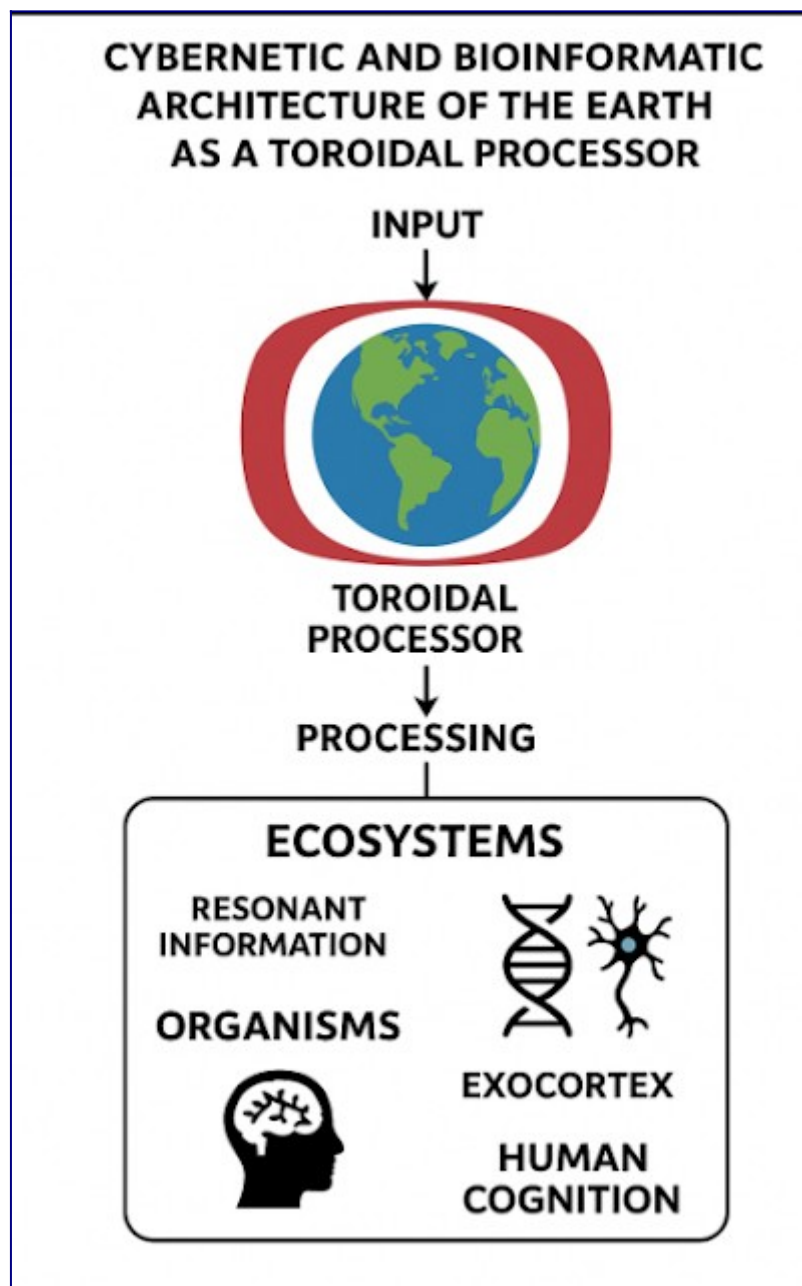 CYBERNETIC AND BIOINFORMATIC
ARCHITECTURE OF THE EARTH
AS A TOROIDAL PROCESSOR
INPUT
TOROIDAL
PROCESSOR
PROCESSING
ECOSYSTEMS
RESONANT
INFORMATION
ORGANISMS
EXOCORTEX
HUMAN
COGNITION